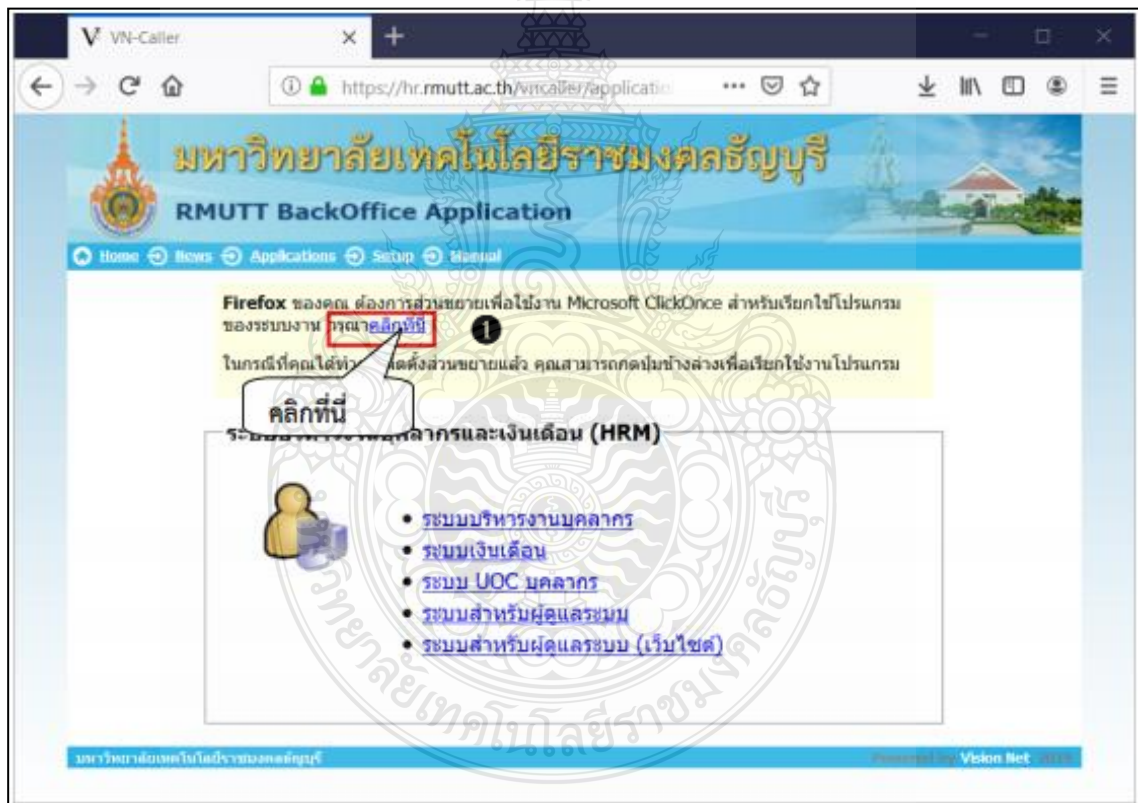 VN-Caller
https://hr.rmutt.ac.th/vncaller/applicatio
มหาวิทยาลัยเทคโนโลยีราชมงคลธัญบุรี
RMUTT BackOffice Application
Home News Applications Setup Manual
Firefox ของคุณ ต้องการส่วนขยายเพื่อใช้งาน Microsoft ClickOnce สำหรับเรียกใช้โปรแกรม
ของระบบงาน กรุณาคลิกที่นี่ 1
ในกรณีที่คุณได้ทำ ติดตั้งส่วนขยายแล้ว คุณสามารถกดปุ่มข้างล่างเพื่อเรียกใช้งานโปรแกรม
คลิกที่นี่
ระบบบริหารงานบุคลากรและเงินเดือน (HRM)
ระบบบริหารงานบุคลากร
ระบบเงินเดือน
ระบบ UOC บุคลากร
ระบบสำหรับผู้ดูแลระบบ
ระบบสำหรับผู้ดูแลระบบ (เว็บไซต์)
มหาวิทยาลัยเทคโนโลยีราชมงคลธัญบุรี
Powered by Vision Net